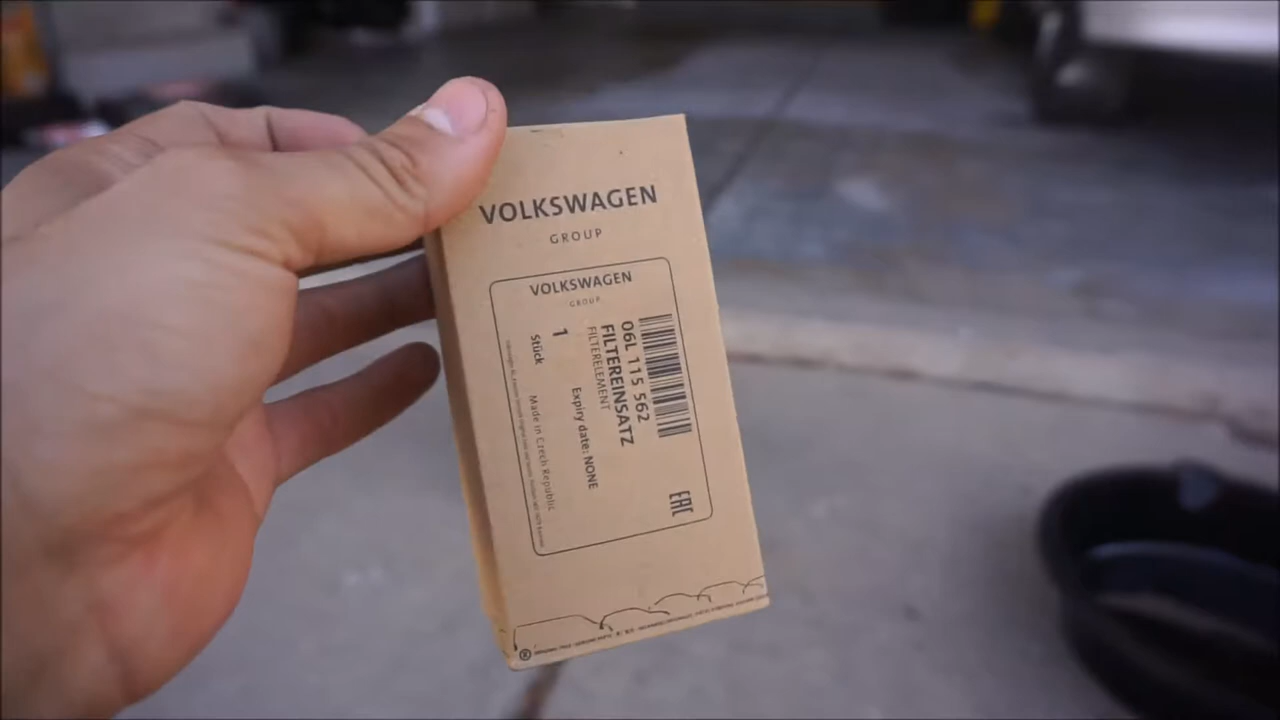 VOLKSWAGEN
GROUP
VOLKSWAGEN
GROUP
06L 115 562
FILTEREINSATZ
FILTERELEMENT
1
Expiry date: NONE
Stück
Made in Czech Republic
EAC